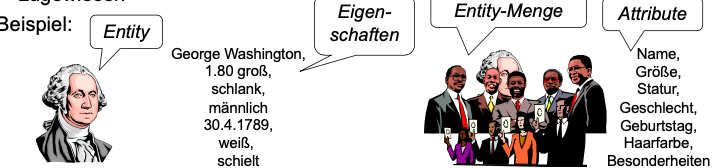 Beispiel:
Entity
Eigen-
schaften
Entity-Menge
Attribute
George Washington,
1.80 groß,
schlank,
männlich
30.4.1789,
weiß,
schielt
Name,
Größe,
Statur,
Geschlecht,
Geburtstag,
Haarfarbe,
Besonderheiten